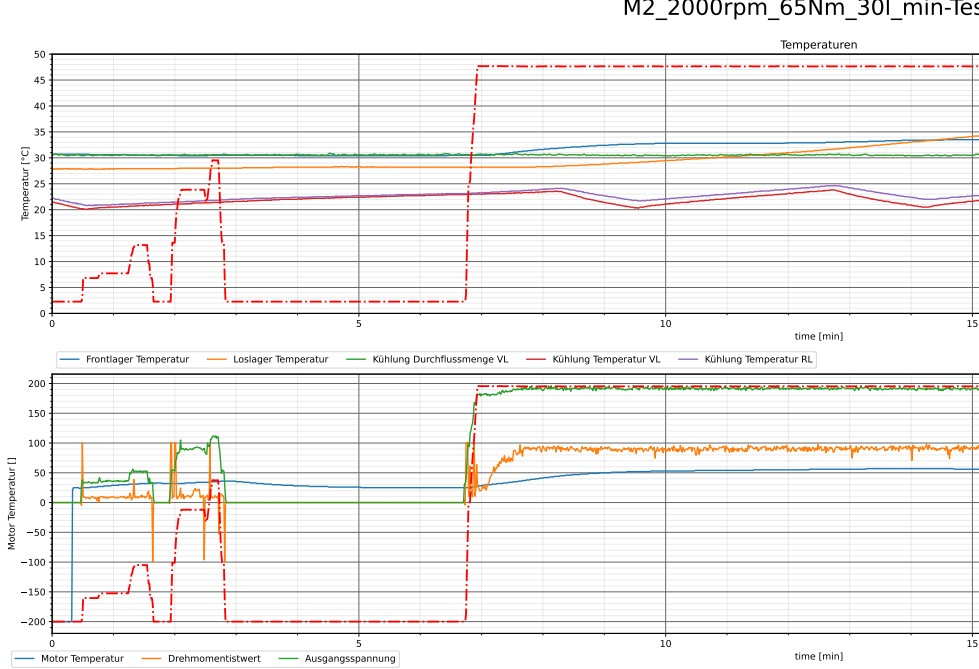 M2_2000rpm_65Nm_30l_min-Tes
Temperaturen
50
45
40
35
30
25
20
15
10
5
0
Temperatur [°C]
0 5 10 15
time [min]
Frontlager Temperatur Loslager Temperatur Kühlung Durchflussmenge VL Kühlung Temperatur VL Kühlung Temperatur RL
200
150
100
50
0
−50
−100
−150
−200
Motor Temperatur []
0 5 10 15
time [min]
Motor Temperatur Drehmomentistwert Ausgangsspannung